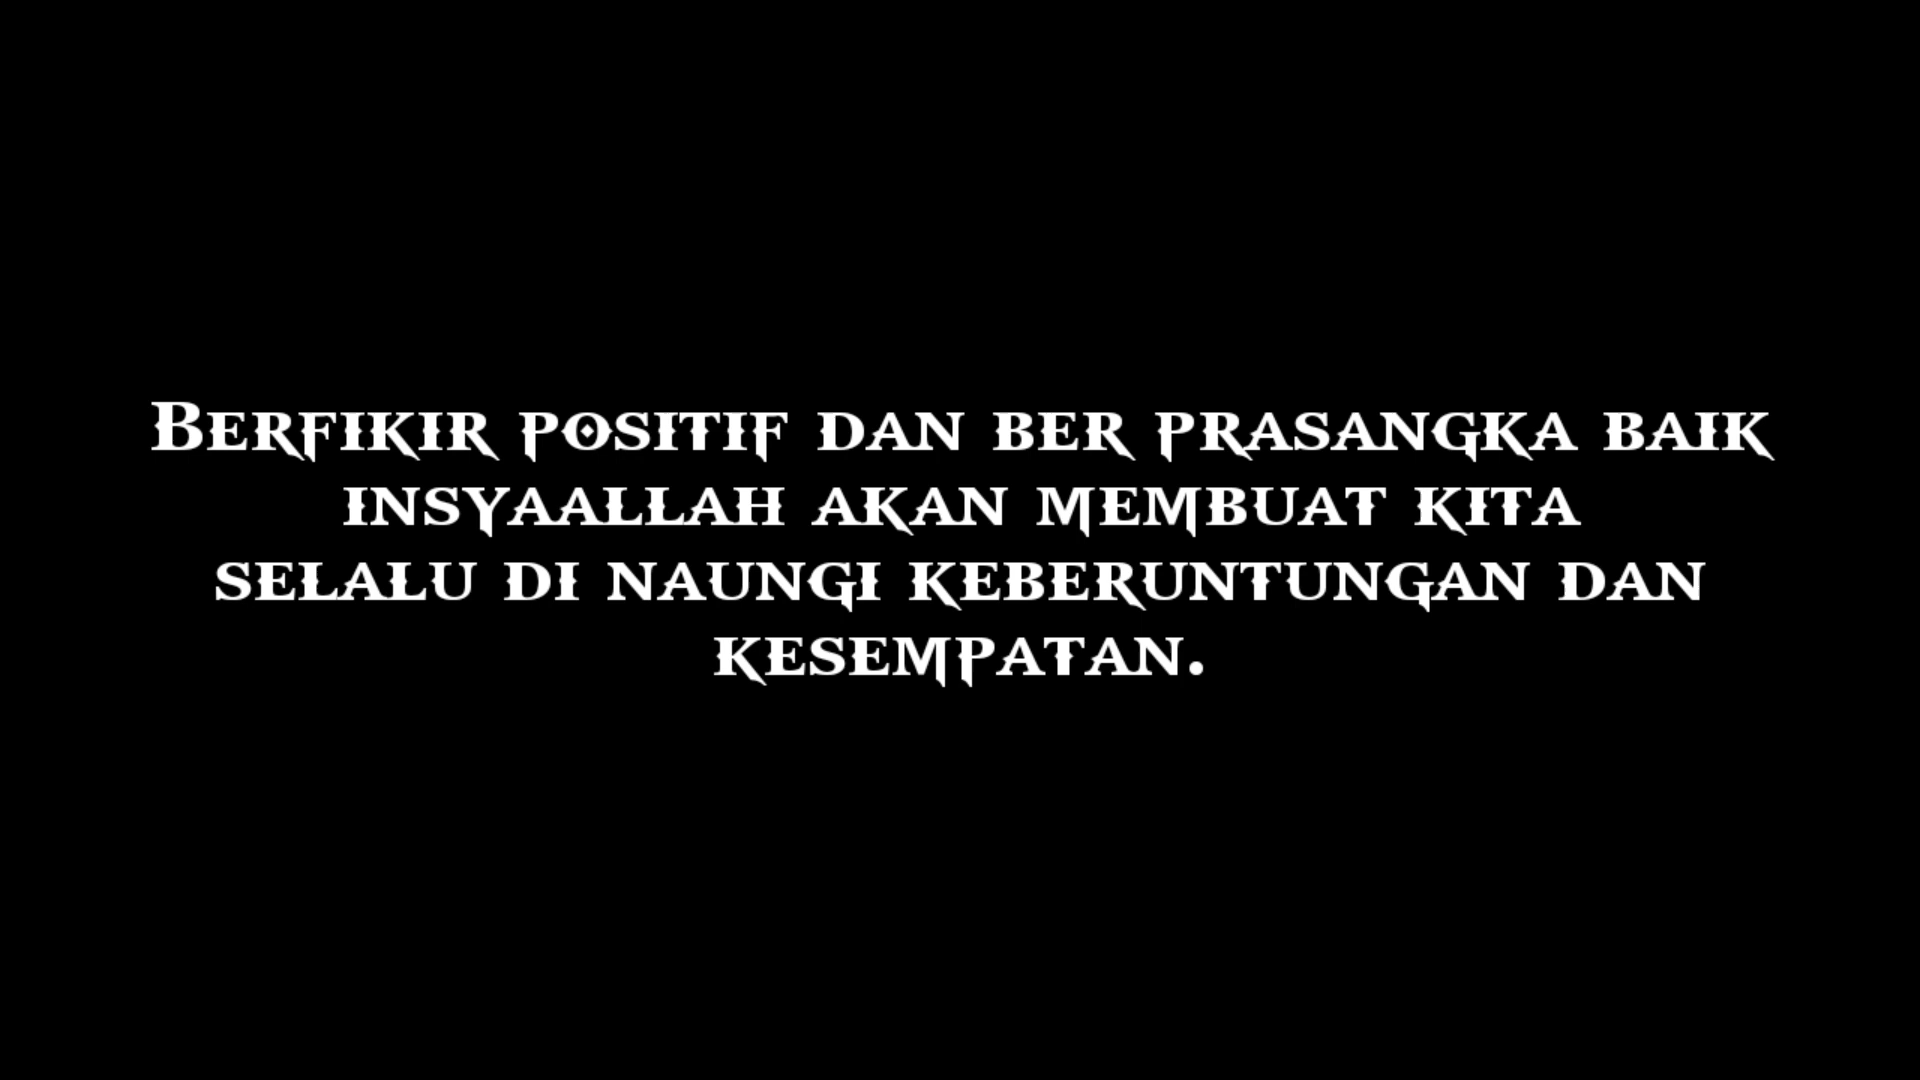 Berfikir positif dan ber prasangka baik
insyaallah akan membuat kita
selalu di naungi keberuntungan dan
kesempatan.